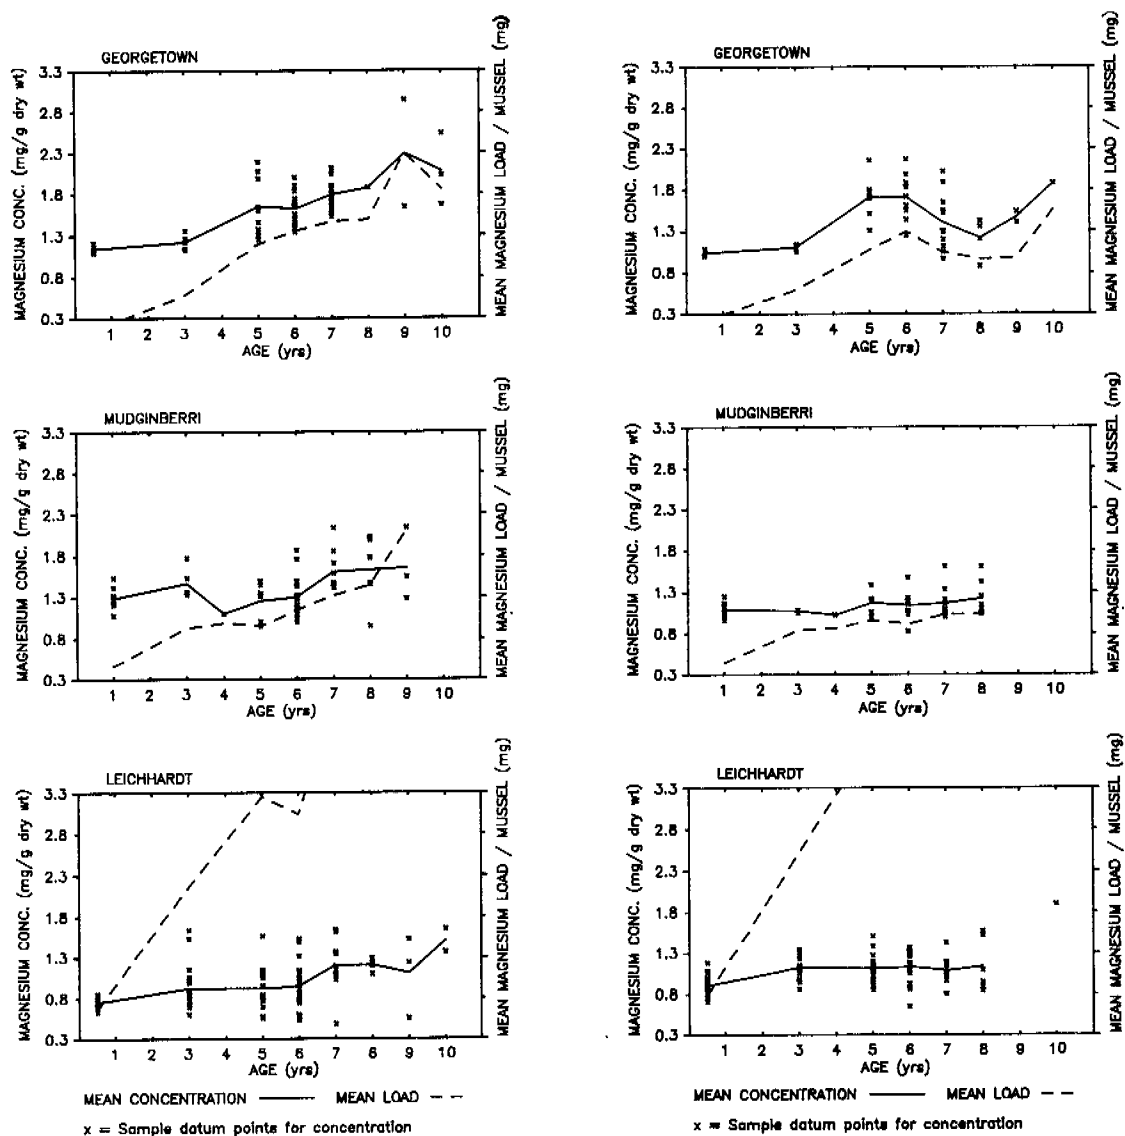 GEORGETOWN
MAGNESIUM CONC. (mg/g dry wt)
3.3
2.8
2.3
1.8
1.3
0.8
0.3
1 2 3 4 5 6 7 8 9 10
AGE (yrs)
MEAN MAGNESIUM LOAD / MUSSEL (mg)
GEORGETOWN
MAGNESIUM CONC. (mg/g dry wt)
3.3
2.8
2.3
1.8
1.3
0.8
0.3
1 2 3 4 5 6 7 8 9 10
AGE (yrs)
MEAN MAGNESIUM LOAD / MUSSEL (mg)
MUDGINBERRI
MAGNESIUM CONC. (mg/g dry wt)
3.3
2.8
2.3
1.8
1.3
0.8
0.3
1 2 3 4 5 6 7 8 9 10
AGE (yrs)
MEAN MAGNESIUM LOAD / MUSSEL (mg)
MUDGINBERRI
MAGNESIUM CONC. (mg/g dry wt)
3.3
2.8
2.3
1.8
1.3
0.8
0.3
1 2 3 4 5 6 7 8 9 10
AGE (yrs)
MEAN MAGNESIUM LOAD / MUSSEL (mg)
LEICHHARDT
MAGNESIUM CONC. (mg/g dry wt)
3.3
2.8
2.3
1.8
1.3
0.8
0.3
1 2 3 4 5 6 7 8 9 10
AGE (yrs)
MEAN MAGNESIUM LOAD / MUSSEL (mg)
LEICHHARDT
MAGNESIUM CONC. (mg/g dry wt)
3.3
2.8
2.3
1.8
1.3
0.8
0.3
1 2 3 4 5 6 7 8 9 10
AGE (yrs)
MEAN MAGNESIUM LOAD / MUSSEL (mg)
MEAN CONCENTRATION MEAN LOAD
x = Sample datum points for concentration
MEAN CONCENTRATION MEAN LOAD
x = Sample datum points for concentration